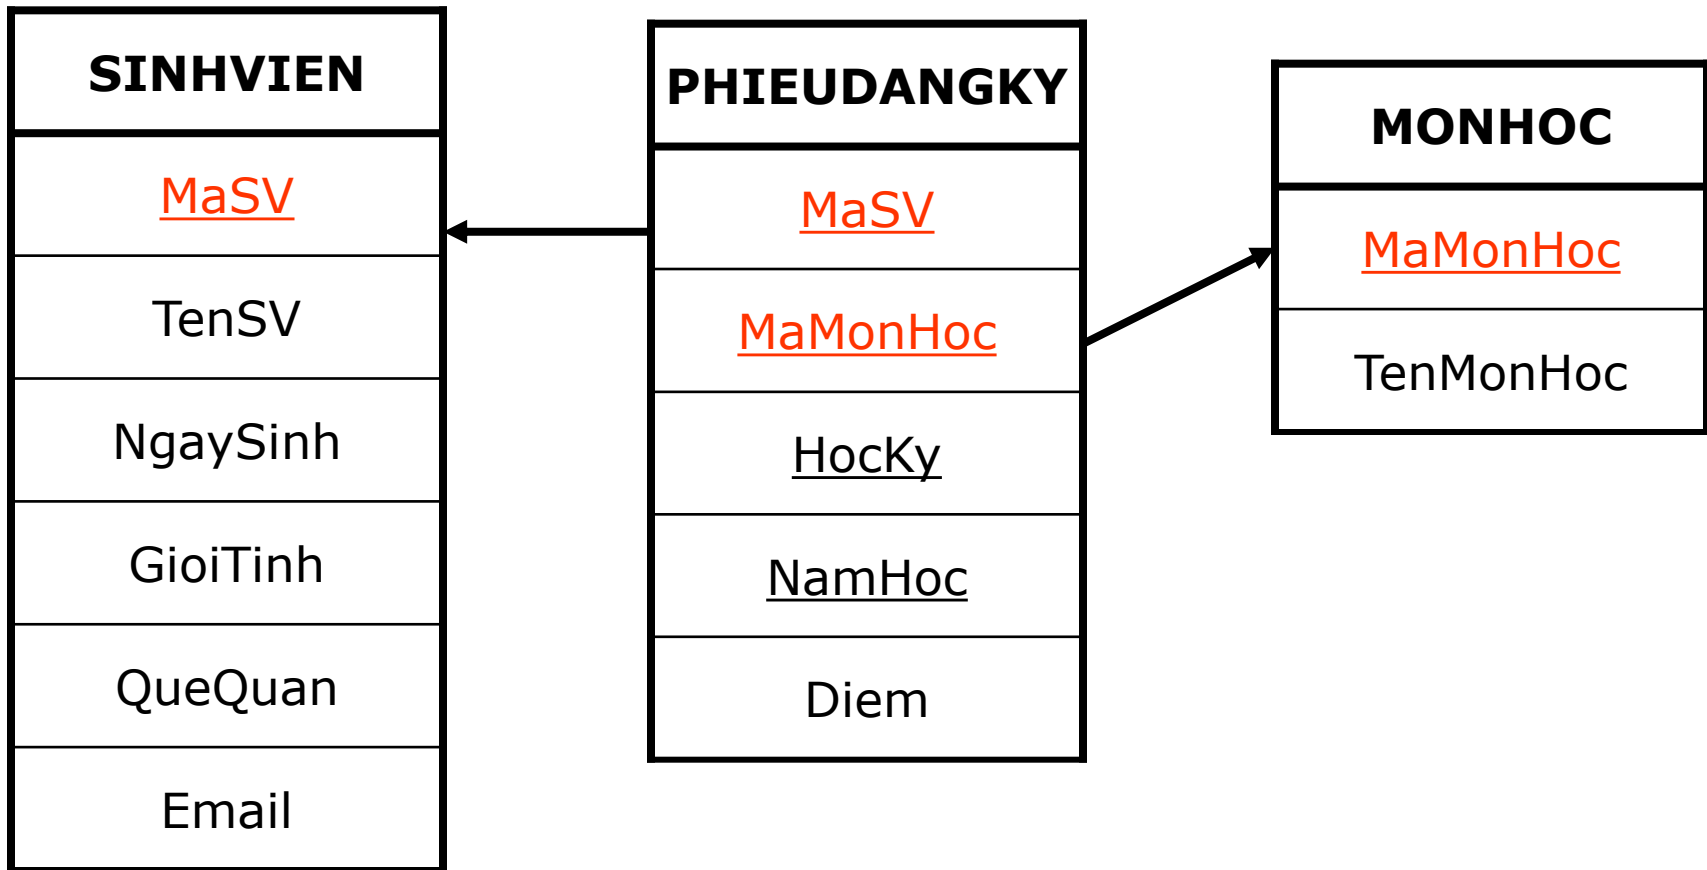 SINHVIEN
MaSV
TenSV
NgaySinh
GioiTinh
QueQuan
Email
PHIEUDANGKY
MaSV
MaMonHoc
HocKy
NamHoc
Diem
MONHOC
MaMonHoc
TenMonHoc